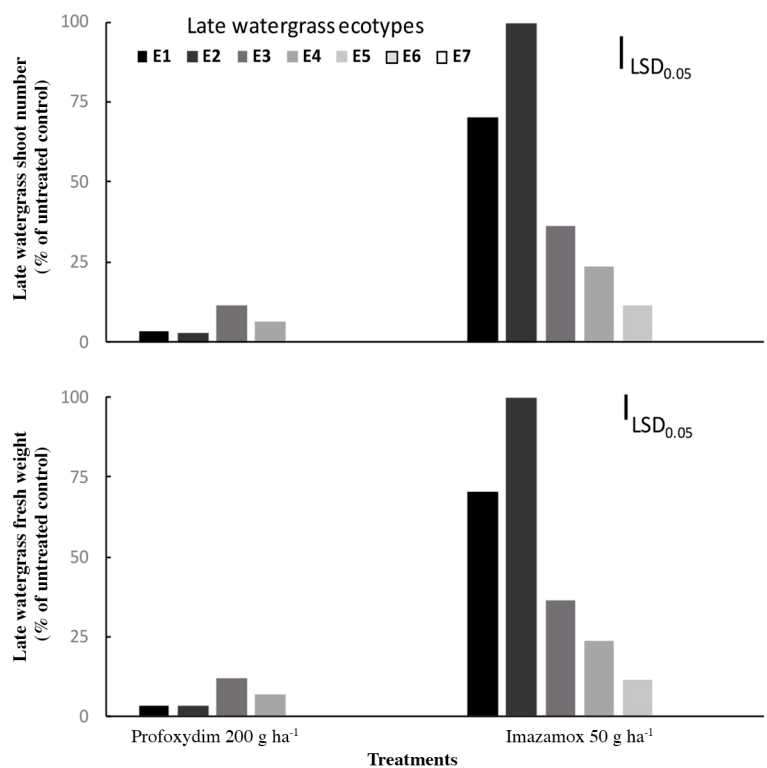 Late watergrass ecotypes
E1 E2 E3 E4 E5 E6 E7
LSD0.05
Late watergrass shoot number
(% of untreated control)
100
75
50
25
0
LSD0.05
Late watergrass fresh weight
(% of untreated control)
100
75
50
25
0
Profoxydim 200 g ha-1
Imazamox 50 g ha-1
Treatments